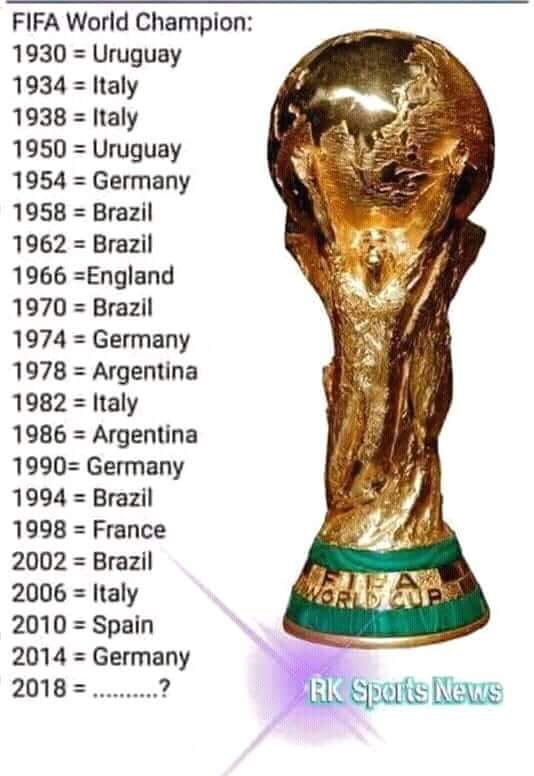 FIFA World Champion:
1930 = Uruguay
1934 = Italy
1938 = Italy
1950 = Uruguay
1954 = Germany
1958 = Brazil
1962 = Brazil
1966 =England
1970 = Brazil
1974 = Germany
1978 = Argentina
1982 = Italy
1986 = Argentina
1990= Germany
1994 = Brazil
1998 = France
2002 = Brazil
2006 = Italy
2010 = Spain
2014 = Germany
2018 = ..........?
FIFA
WORLD CUP
RK Sports News